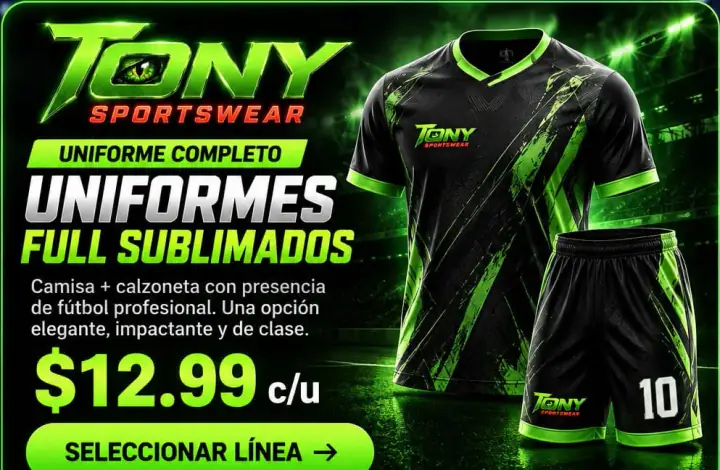 TONY
SPORTSWEAR
UNIFORME COMPLETO
UNIFORMES
FULL SUBLIMADOS
Camisa + calzoneta con presencia
de fútbol profesional. Una opción
elegante, impactante y de clase.
$12.99 c/u
SELECCIONAR LÍNEA →
TONY
SPORTSWEAR
TONY
SPORTSWEAR
10